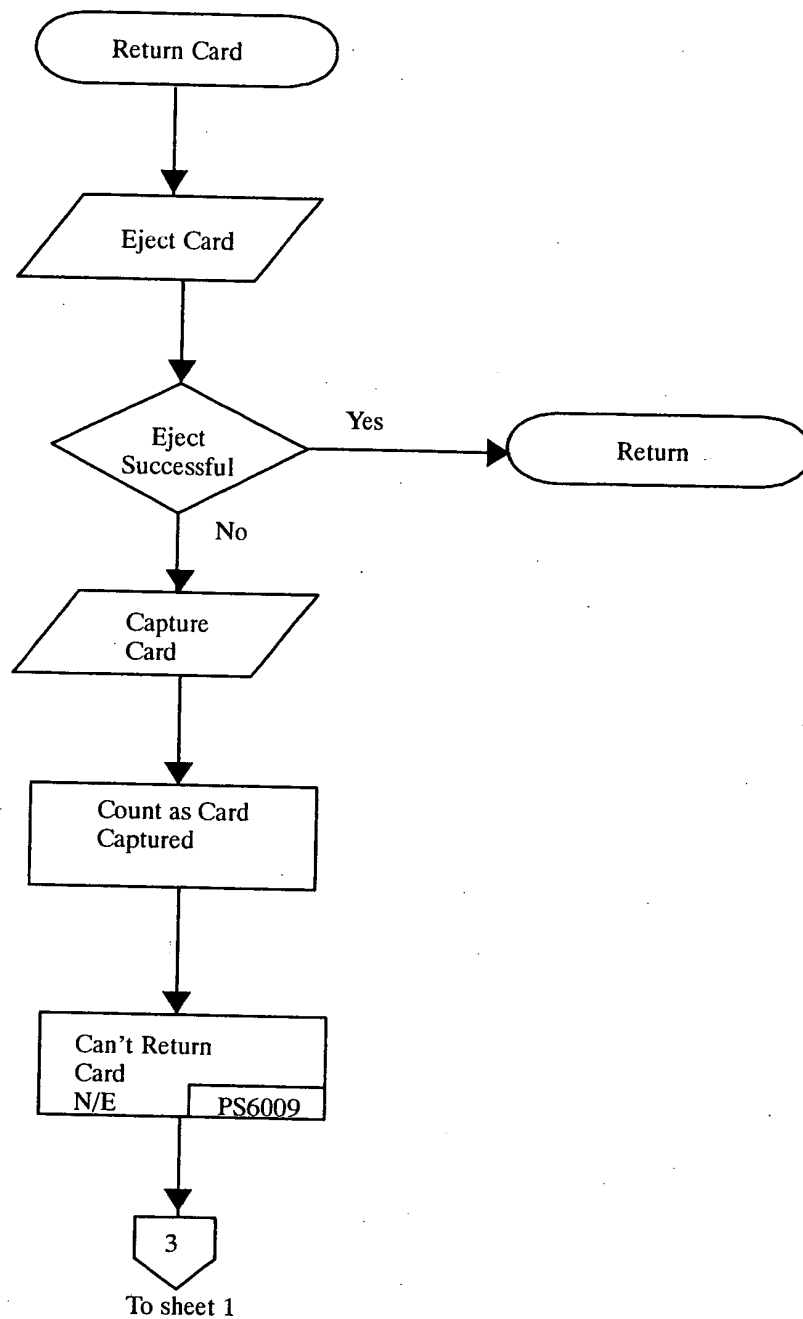 Return Card
Eject Card
Eject
Successful
Yes
Return
No
Capture
Card
Count as Card
Captured
Can't Return
Card
N/E
PS6009
3
To sheet 1